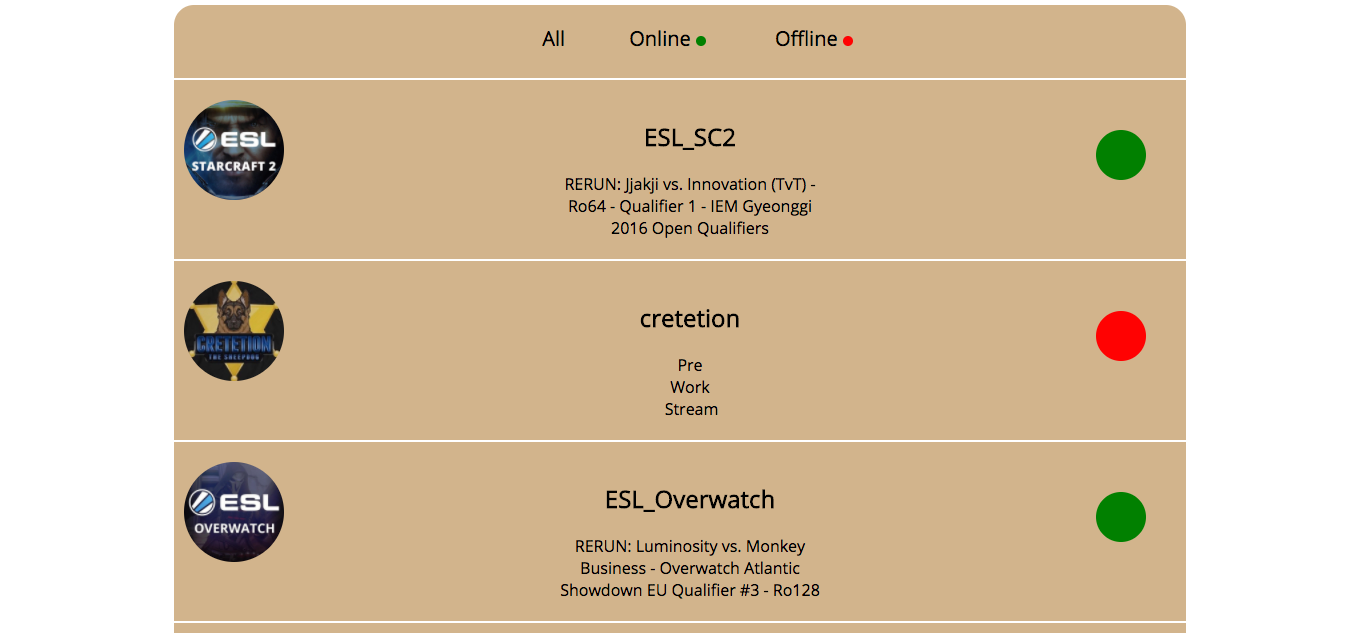 All Online Offline
ESL
STARCRAFT 2
ESL_SC2
RERUN: Jjakji vs. Innovation (TvT) -
Ro64 - Qualifier 1 - IEM Gyeonggi
2016 Open Qualifiers
CRETETION
THE SHEEPDOG
cretetion
Pre
Work
Stream
ESL
OVERWATCH
ESL_Overwatch
RERUN: Luminosity vs. Monkey
Business - Overwatch Atlantic
Showdown EU Qualifier #3 - Ro128